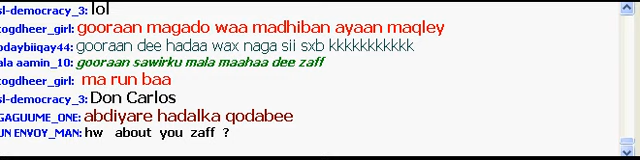 sl-democracy_3: lol
togdheer_girl: gooraan magado waa madhiban ayaan maqley
odaybiiqay44: gooraan dee hadaa wax naga sii sxb kkkkkkkkkkk
ala aamin_10: gooraan sawirku mala maahaa dee zaff
togdheer_girl: ma run baa
sl-democracy_3: Don Carlos
GAGUUME_ONE: abdiyare hadalka qodabee
UN ENVOY_MAN: hw about you zaff ?